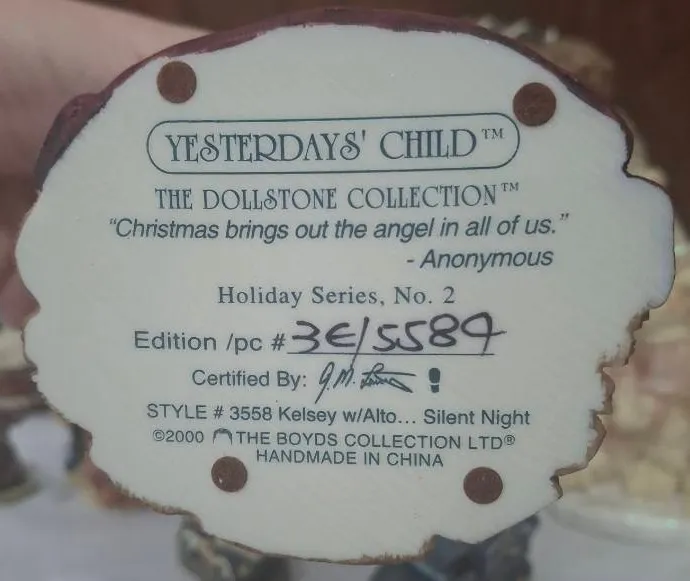 YESTERDAYS' CHILD™
THE DOLLSTONE COLLECTION™
"Christmas brings out the angel in all of us."
- Anonymous
Holiday Series, No. 2
Edition /pc # 3E/5584
Certified By: G.M.
STYLE # 3558 Kelsey w/Alto... Silent Night
©2000 THE BOYDS COLLECTION LTD®
HANDMADE IN CHINA